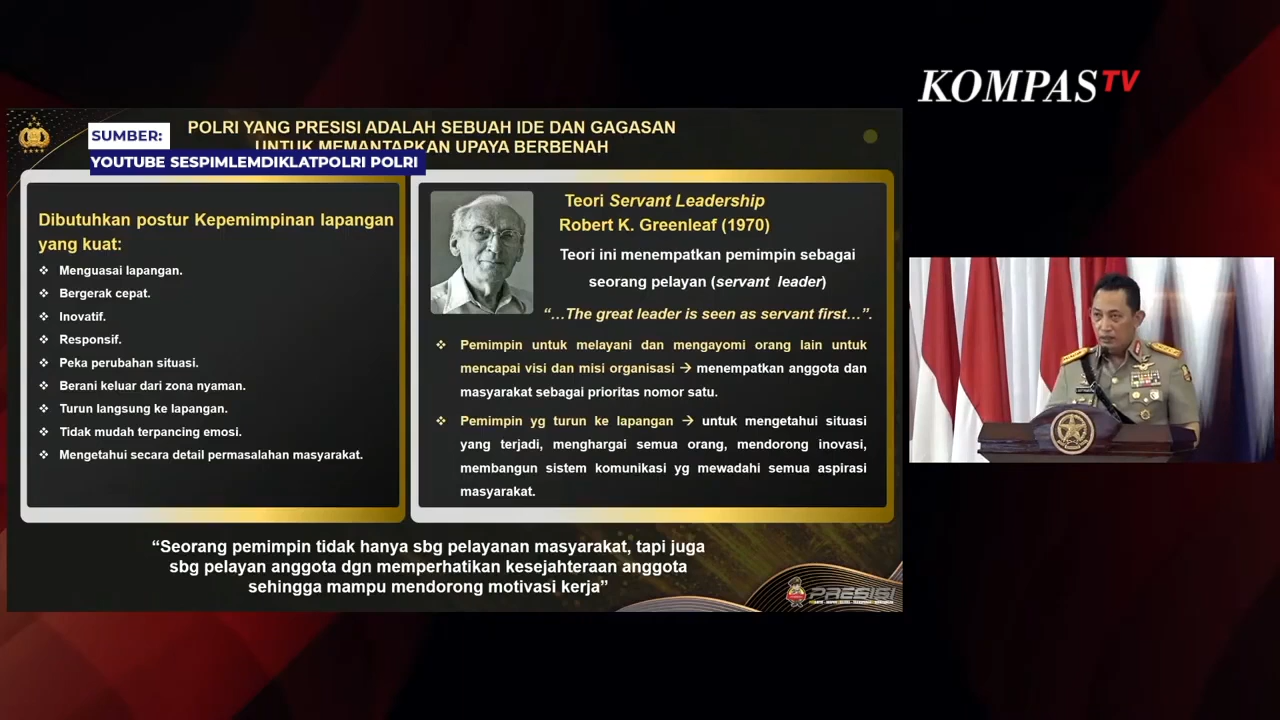 KOMPAS TV
POLRI YANG PRESISI ADALAH SEBUAH IDE DAN GAGASAN
UNTUK MEMANTAPKAN UPAYA BERBENAH
SUMBER:
YOUTUBE SESPIMLEMDIKLATPOLRI POLRI
Dibutuhkan postur Kepemimpinan lapangan
yang kuat:
❖ Menguasai lapangan.
❖ Bergerak cepat.
❖ Inovatif.
❖ Responsif.
❖ Peka perubahan situasi.
❖ Berani keluar dari zona nyaman.
❖ Turun langsung ke lapangan.
❖ Tidak mudah terpancing emosi.
❖ Mengetahui secara detail permasalahan masyarakat.
Teori Servant Leadership
Robert K. Greenleaf (1970)
Teori ini menempatkan pemimpin sebagai
seorang pelayan (servant leader)
“…The great leader is seen as servant first…”.
❖ Pemimpin untuk melayani dan mengayomi orang lain untuk
mencapai visi dan misi organisasi → menempatkan anggota dan
masyarakat sebagai prioritas nomor satu.
❖ Pemimpin yg turun ke lapangan → untuk mengetahui situasi
yang terjadi, menghargai semua orang, mendorong inovasi,
membangun sistem komunikasi yg mewadahi semua aspirasi
masyarakat.
“Seorang pemimpin tidak hanya sbg pelayanan masyarakat, tapi juga
sbg pelayan anggota dgn memperhatikan kesejahteraan anggota
sehingga mampu mendorong motivasi kerja”
PRESISI